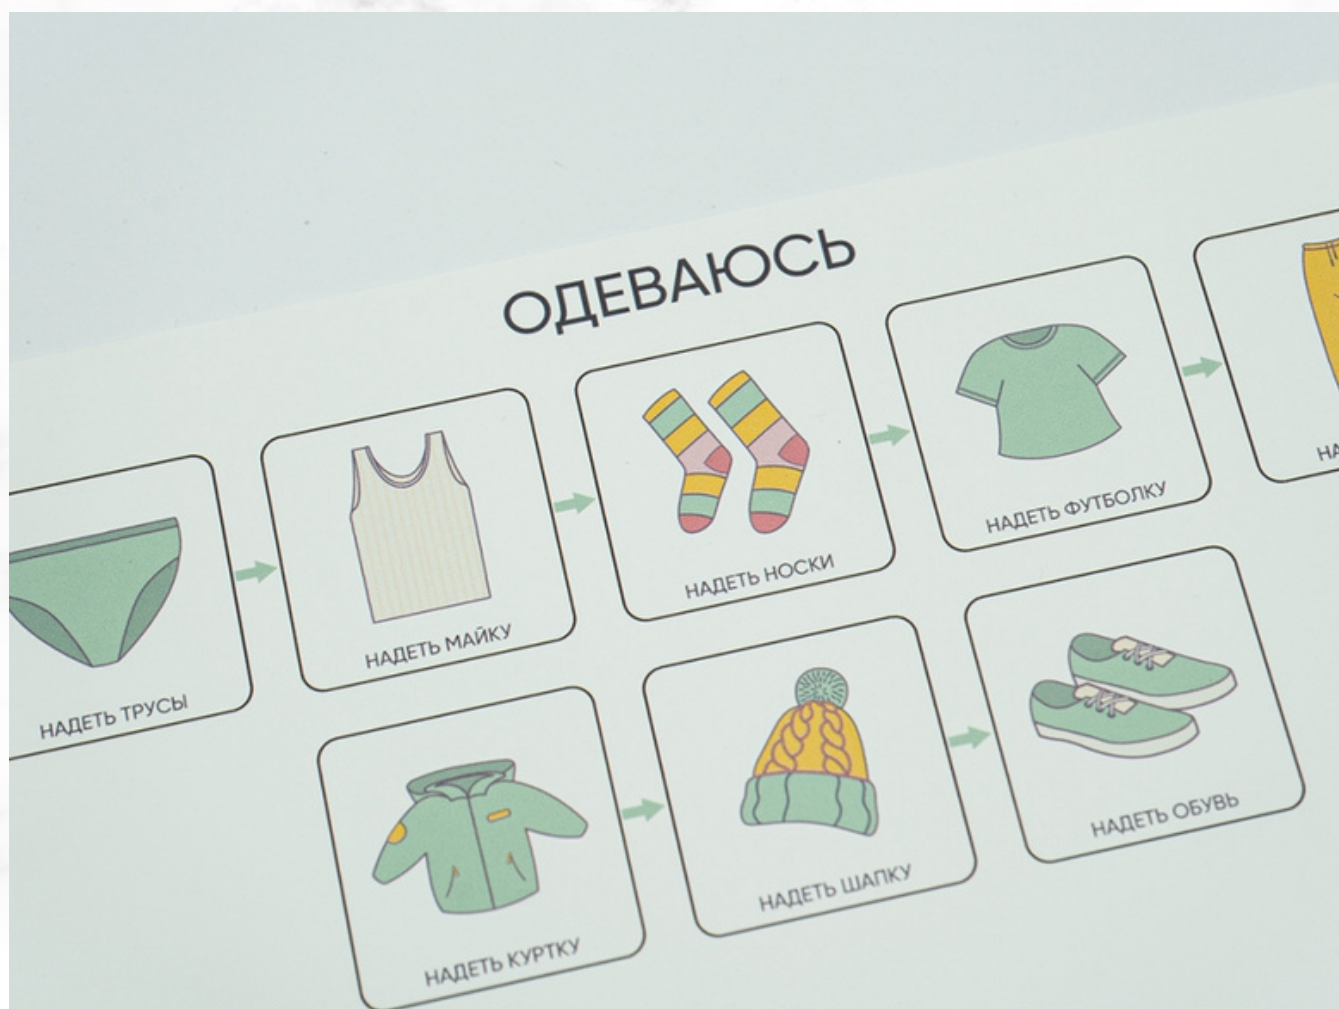 ОДЕВАЮСЬ
НАДЕТЬ ТРУСЫ
НАДЕТЬ МАЙКУ
НАДЕТЬ НОСКИ
НАДЕТЬ ФУТБОЛКУ
НАДЕТЬ КУРТКУ
НАДЕТЬ ШАПКУ
НАДЕТЬ ОБУВЬ